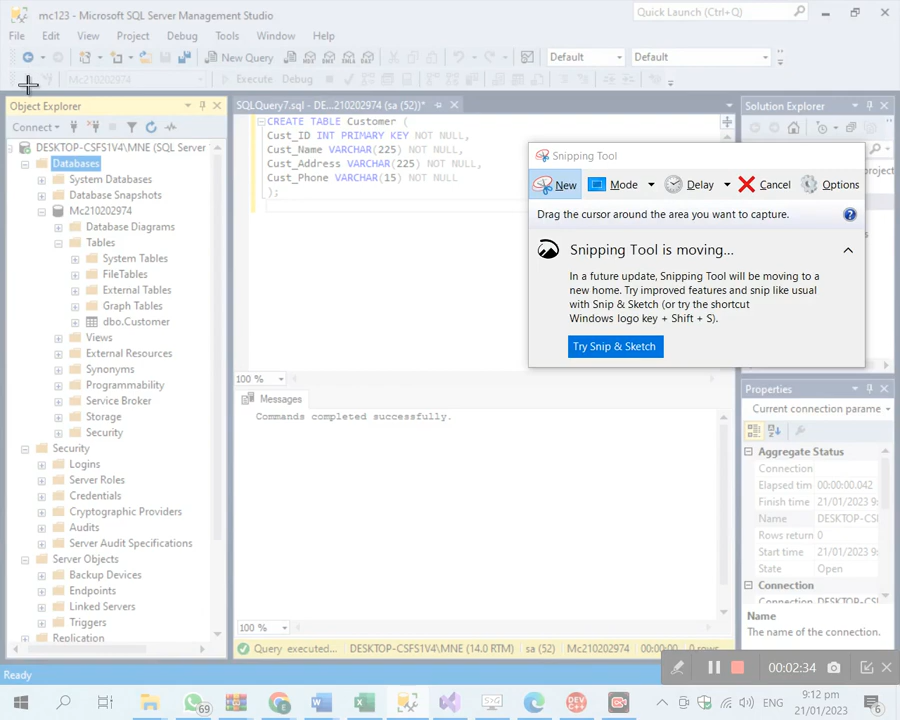 mc123 - Microsoft SQL Server Management Studio
Quick Launch (Ctrl+Q)
File Edit View Project Debug Tools Window Help
New Query
Default
Default
Mc210202974
Execute Debug
Object Explorer
Connect
DESKTOP-CSFS1V4\MNE (SQL Server
Databases
System Databases
Database Snapshots
Mc210202974
Database Diagrams
Tables
System Tables
FileTables
External Tables
Graph Tables
dbo.Customer
Views
External Resources
Synonyms
Programmability
Service Broker
Storage
Security
Security
Logins
Server Roles
Credentials
Cryptographic Providers
Audits
Server Audit Specifications
Server Objects
Backup Devices
Endpoints
Linked Servers
Triggers
Replication
SQLQuery7.sql - DE...210202974 (sa (52))*
CREATE TABLE Customer (
Cust_ID INT PRIMARY KEY NOT NULL,
Cust_Name VARCHAR(225) NOT NULL,
Cust_Address VARCHAR(225) NOT NULL,
Cust_Phone VARCHAR(15) NOT NULL
);
100 %
Messages
Commands completed successfully.
100 %
Query executed... DESKTOP-CSFS1V4\MNE (14.0 RTM) sa (52) Mc210202974 00:00:00 0 rows
Snipping Tool
New Mode Delay Cancel Options
Drag the cursor around the area you want to capture.
Snipping Tool is moving...
In a future update, Snipping Tool will be moving to a
new home. Try improved features and snip like usual
with Snip & Sketch (or try the shortcut
Windows logo key + Shift + S).
Try Snip & Sketch
Solution Explorer
Properties
Current connection parame
Aggregate Status
Connection
Elapsed tim 00:00:00.042
Finish time 21/01/2023 9:
Name DESKTOP-CSI
Rows return 0
Start time 21/01/2023 9:
State Open
Connection
Name
The name of the connection.
00:02:34
Ready
69
ENG
9:12 pm
21/01/2023
6